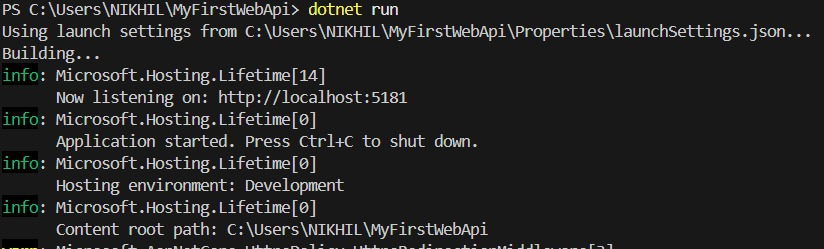 PS C:\Users\NIKHIL\MyFirstWebApi> dotnet run
Using launch settings from C:\Users\NIKHIL\MyFirstWebApi\Properties\launchSettings.json...
Building...
info: Microsoft.Hosting.Lifetime[14]
Now listening on: http://localhost:5181
info: Microsoft.Hosting.Lifetime[0]
Application started. Press Ctrl+C to shut down.
info: Microsoft.Hosting.Lifetime[0]
Hosting environment: Development
info: Microsoft.Hosting.Lifetime[0]
Content root path: C:\Users\NIKHIL\MyFirstWebApi